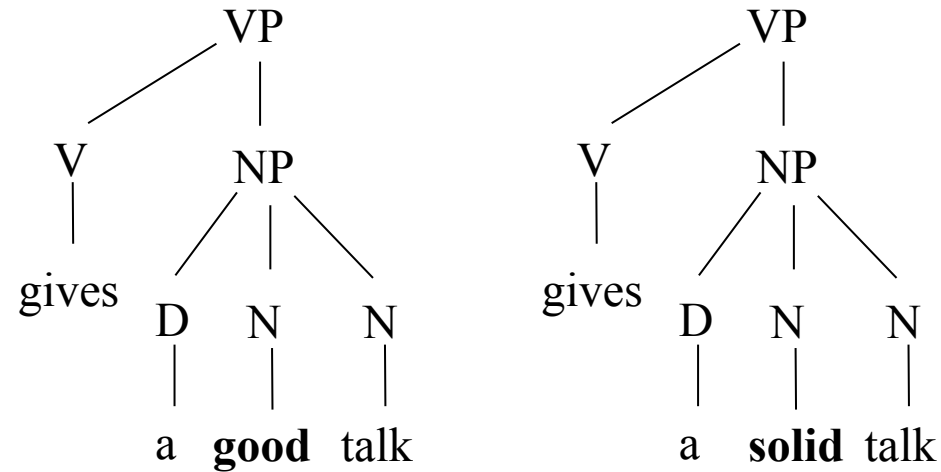 VP VP
V NP V NP
gives gives
D N N D N N
a good talk a solid talk